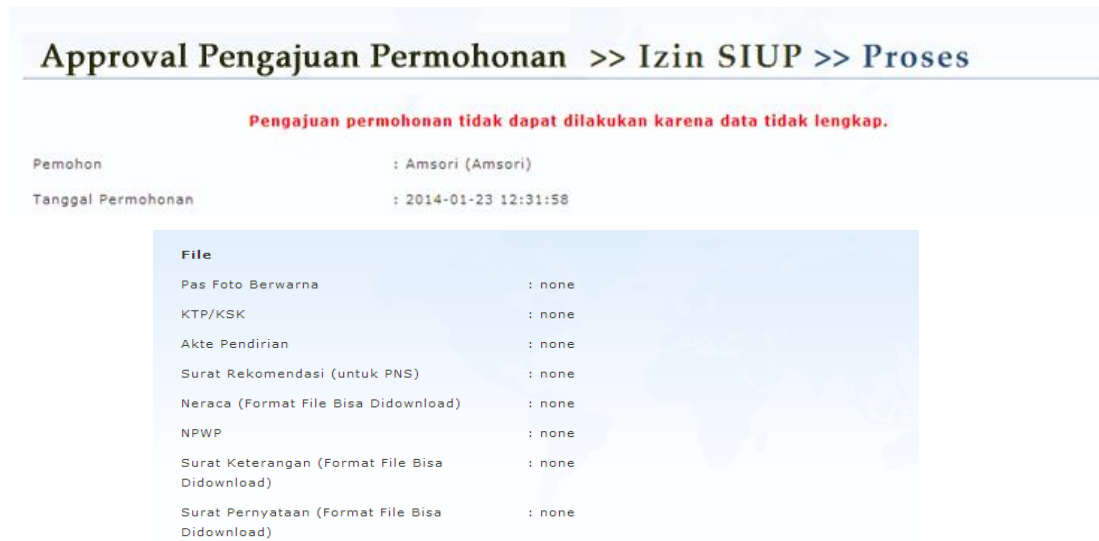 Approval Pengajuan Permohonan >> Izin SIUP >> Proses
Pengajuan permohonan tidak dapat dilakukan karena data tidak lengkap.
Pemohon : Amsori (Amsori)
Tanggal Permohonan : 2014-01-23 12:31:58
File
Pas Foto Berwarna : none
KTP/KSK : none
Akte Pendirian : none
Surat Rekomendasi (untuk PNS) : none
Neraca (Format File Bisa Didownload) : none
NPWP : none
Surat Keterangan (Format File Bisa : none
Didownload)
Surat Pernyataan (Format File Bisa : none
Didownload)